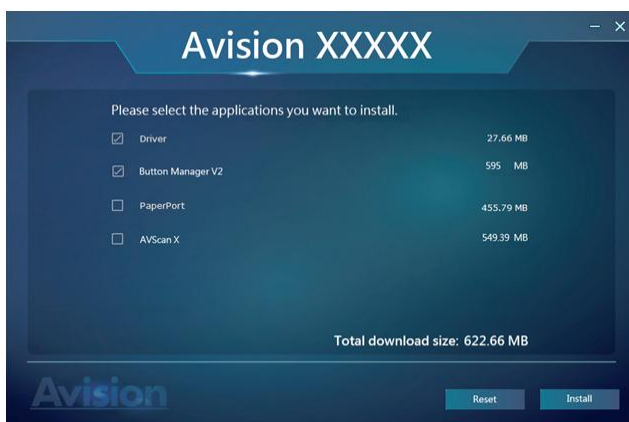 Avision XXXXX
Please select the applications you want to install.
Driver 27.66 MB
Button Manager V2 595 MB
PaperPort 455.79 MB
AVScan X 549.39 MB
Total download size: 622.66 MB
Avision
Reset Install